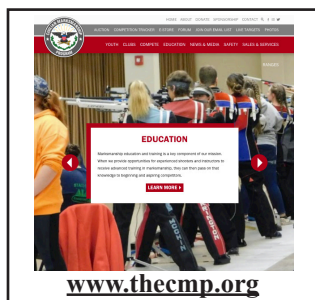 HOME ABOUT DONATE SPONSORSHIP CONTACT
AUCTION COMPETITION TRACKER E-STORE FORUM JOIN OUR EMAIL LIST LIVE TARGETS PHOTOS
YOUTH CLUBS COMPETE EDUCATION NEWS & MEDIA SAFETY SALES & SERVICES
RANGES
EDUCATION
Marksmanship education and training is a key component of our mission.
When we provide opportunities for experienced shooters and instructors to
receive advanced training in marksmanship, they can then pass on that
knowledge to beginning and aspiring competitors.
LEARN MORE
www.thecmp.org